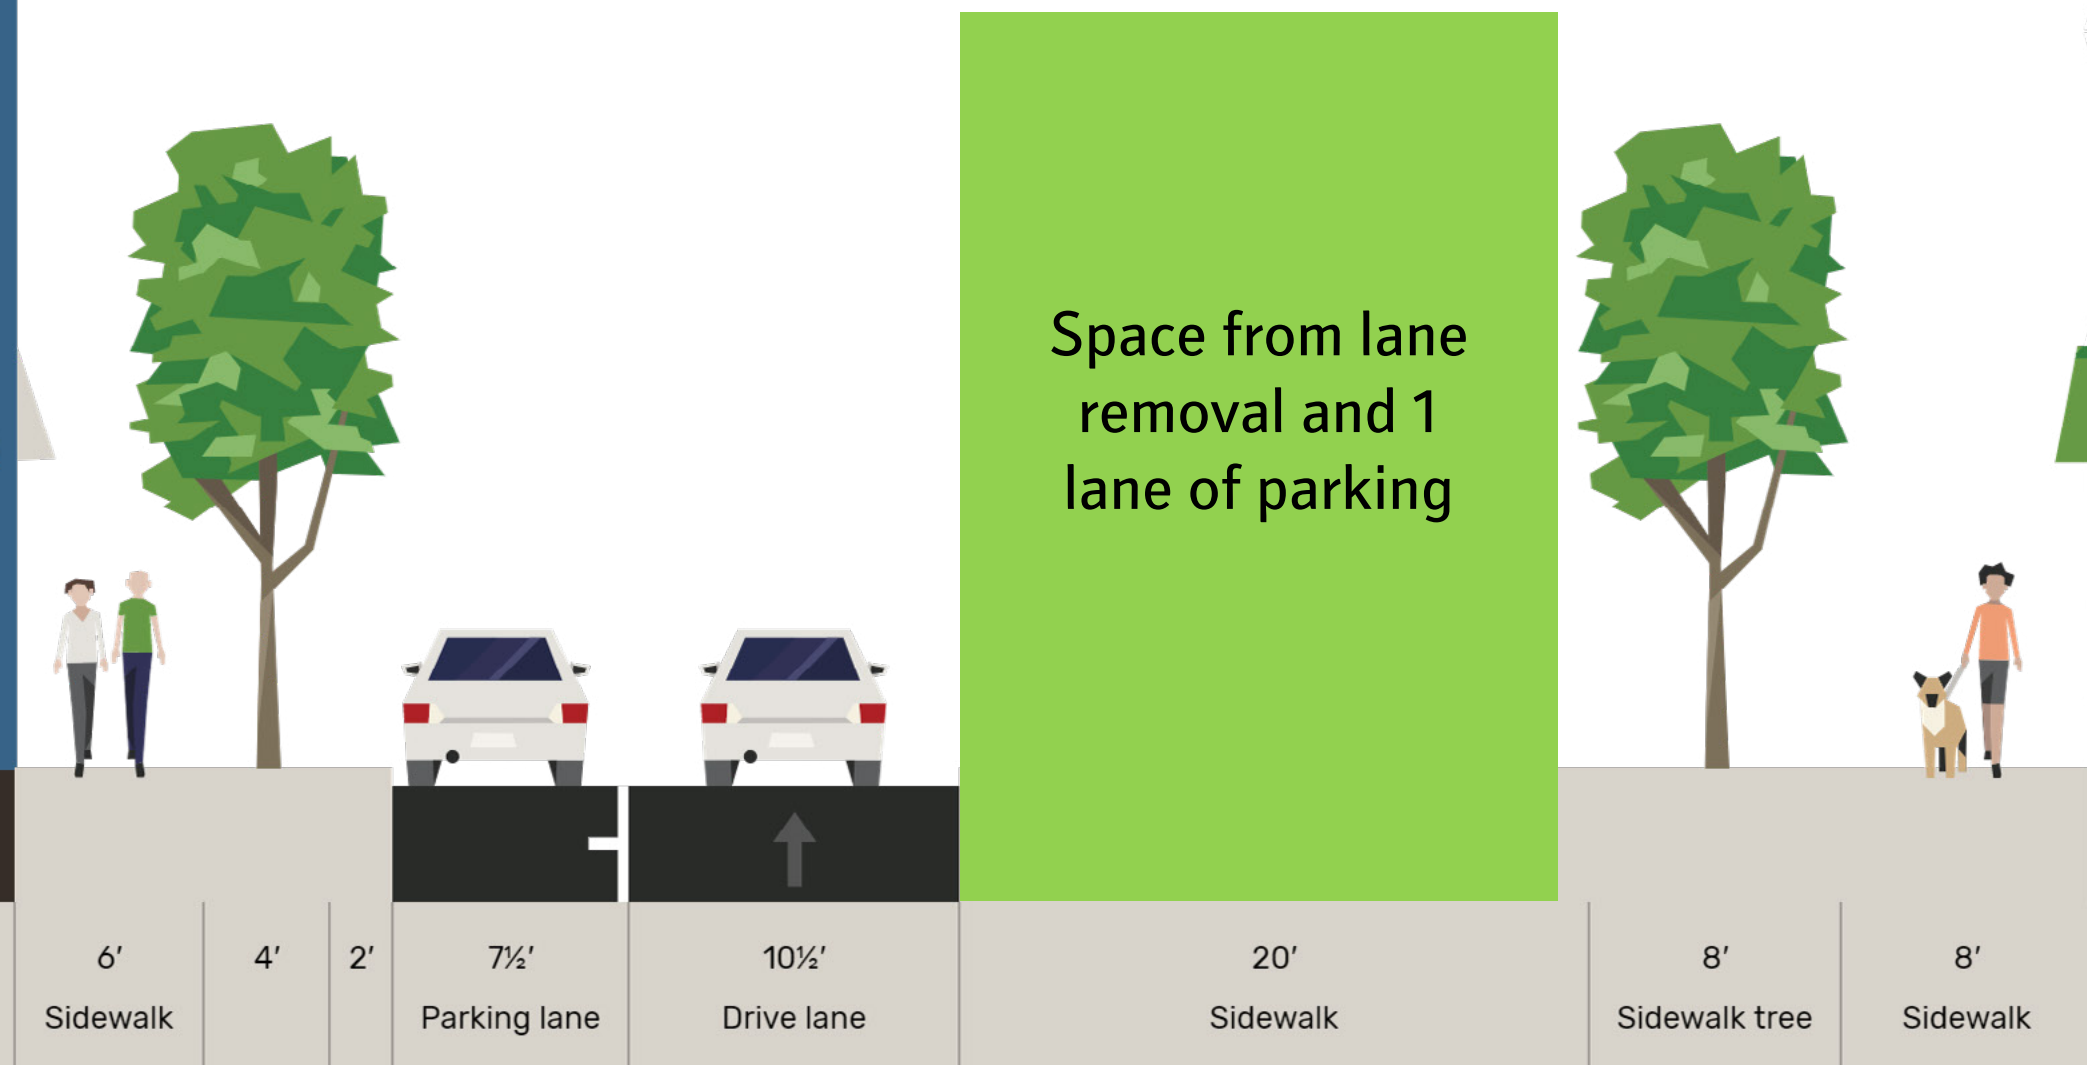 Space from lane
removal and 1
lane of parking
6′ 4′ 2′ 7½′ 10½′ 20′ 8′ 8′
Sidewalk Parking lane Drive lane Sidewalk Sidewalk tree Sidewalk